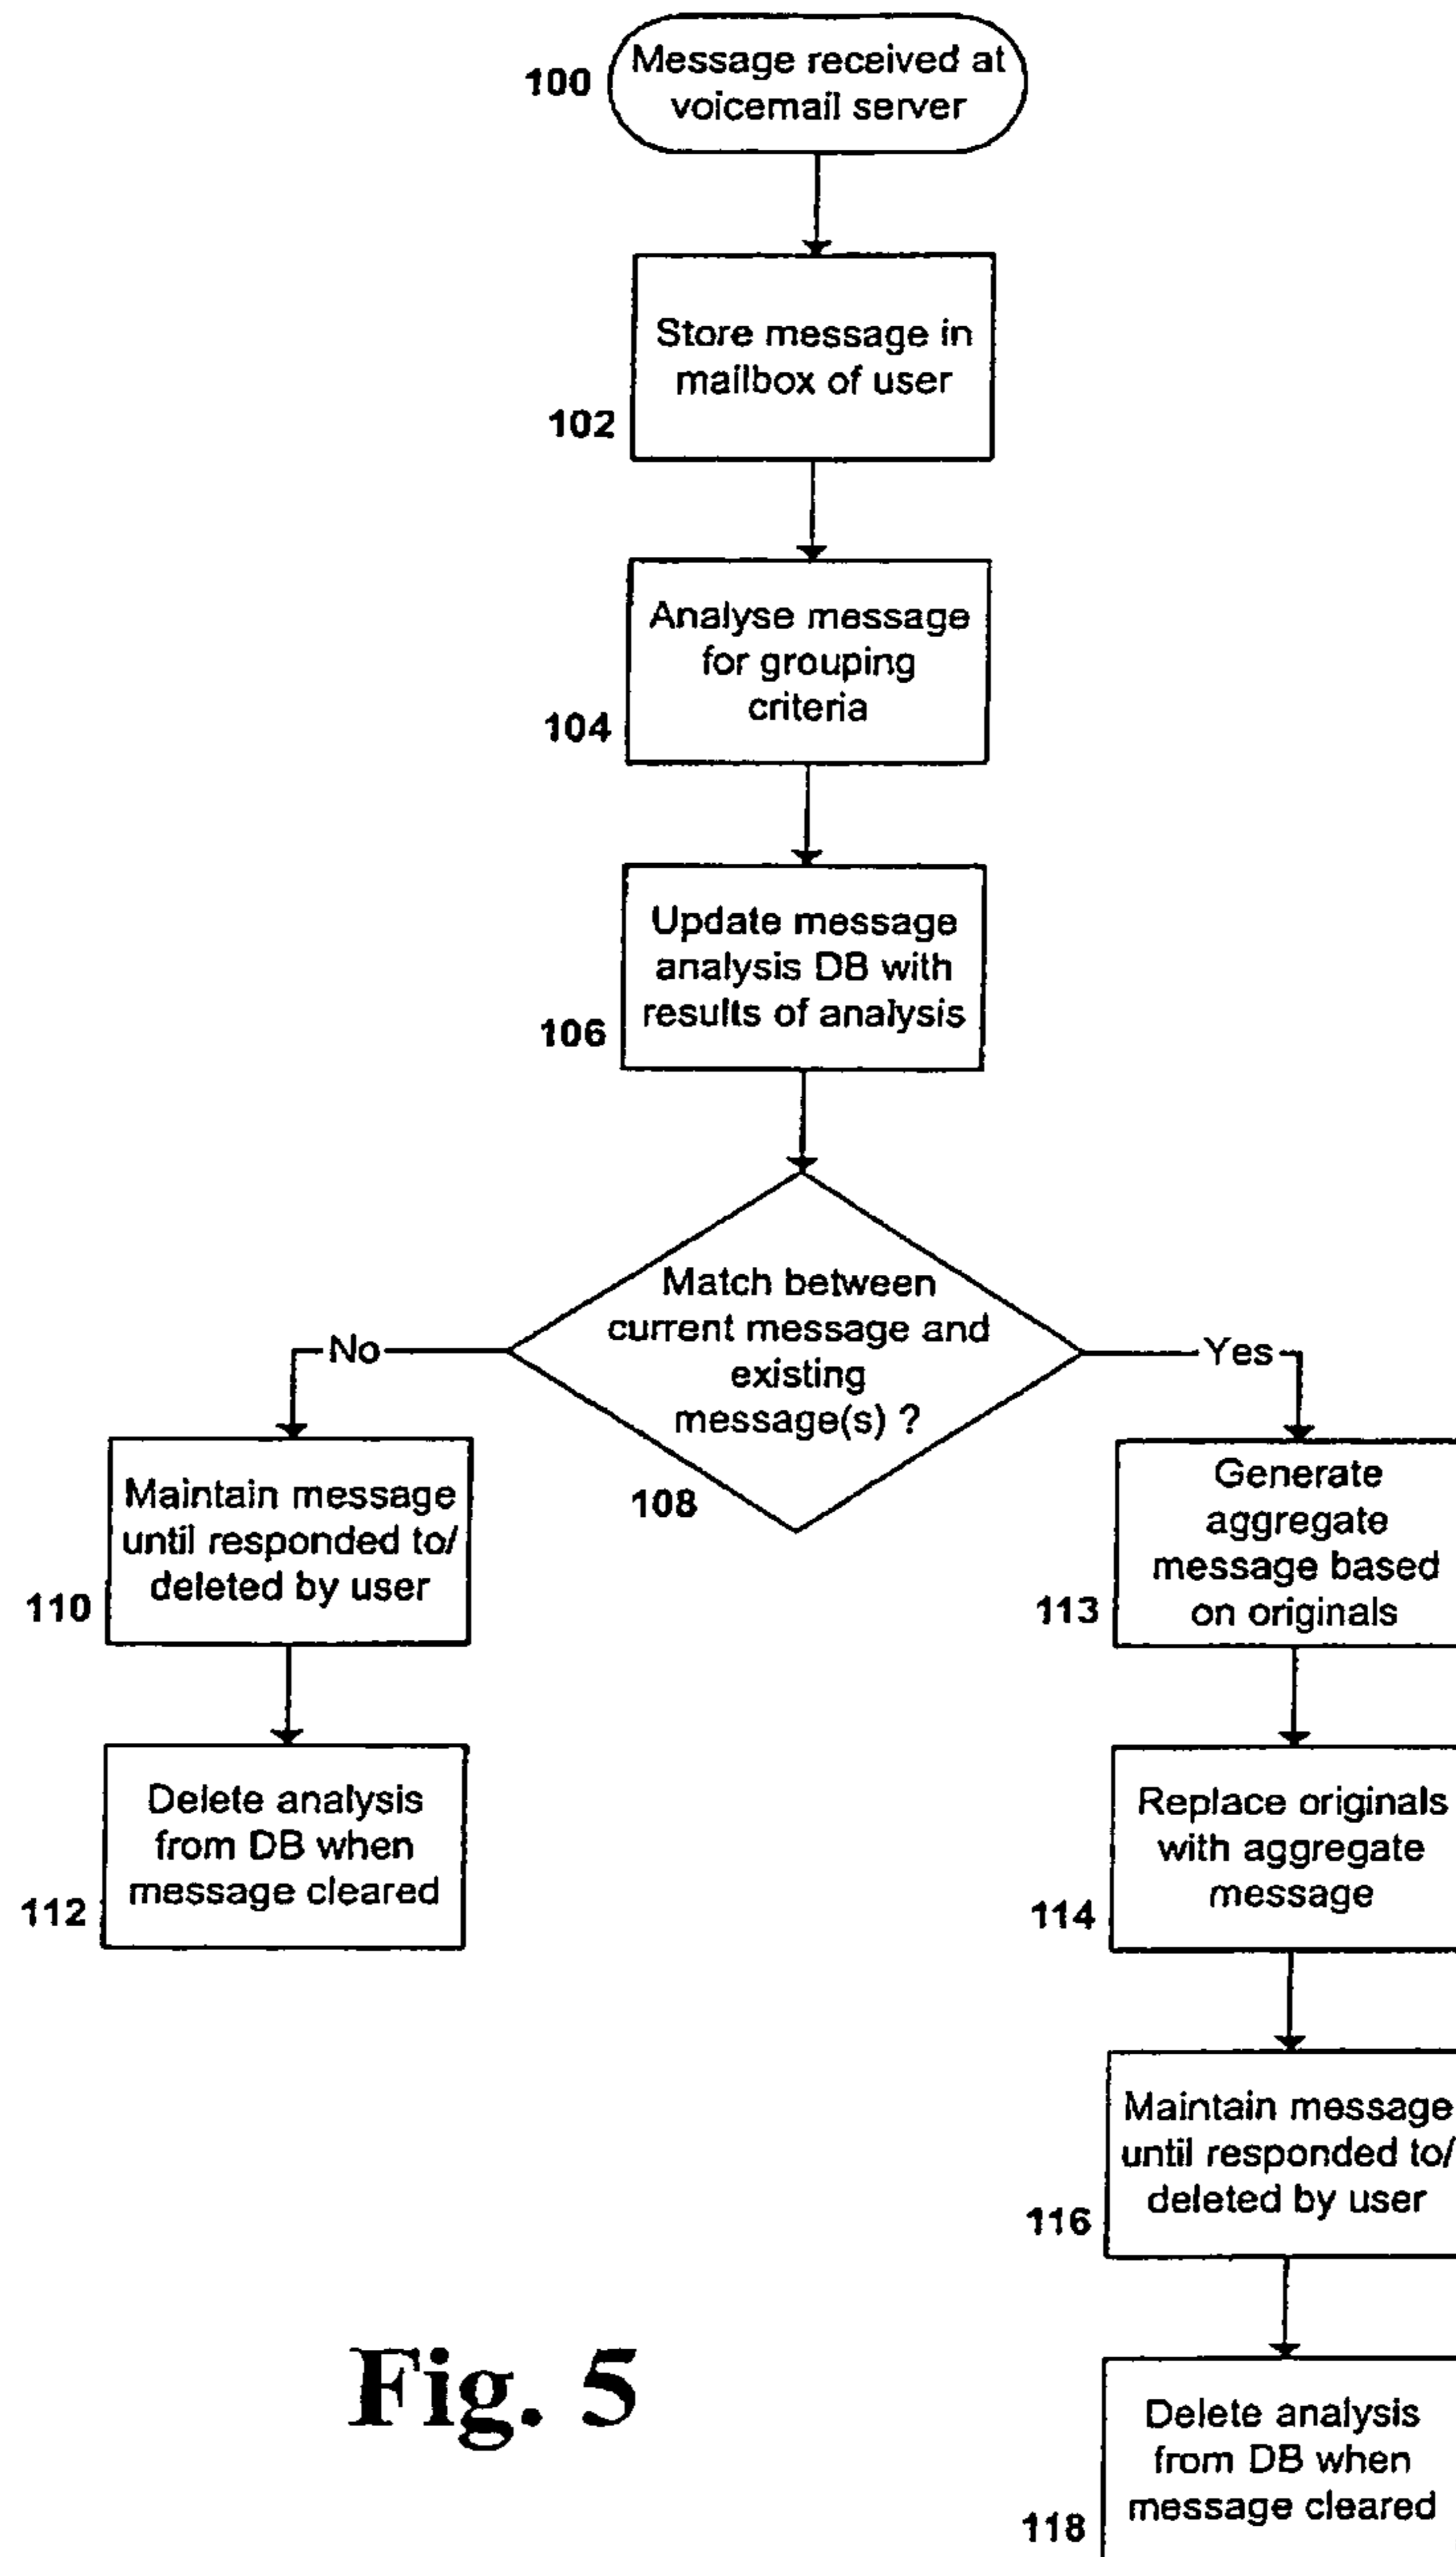 Message received at
voicemail server
100
Store message in
mailbox of user
102
Analyse message
for grouping
criteria
104
Update message
analysis DB with
results of analysis
106
Match between
current message and
existing
message(s) ?
108
No
Yes
Maintain message
until responded to/
deleted by user
110
Delete analysis
from DB when
message cleared
112
Generate
aggregate
message based
on originals
113
Replace originals
with aggregate
message
114
Maintain message
until responded to/
deleted by user
116
Delete analysis
from DB when
message cleared
118
Fig. 5